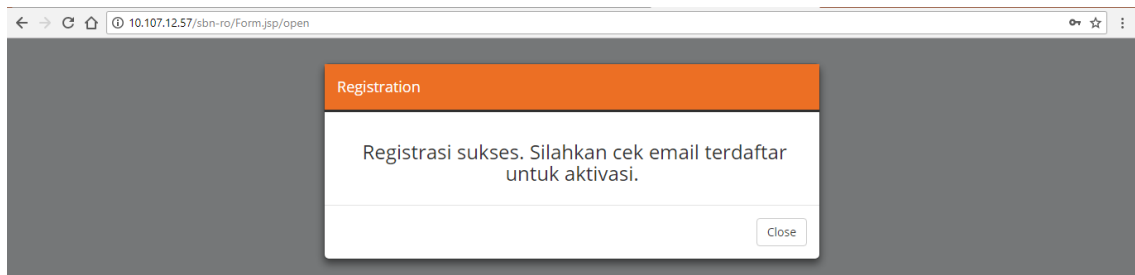 10.107.12.57/sbn-ro/Form.jsp/open
Registration
Registrasi sukses. Silahkan cek email terdaftar
untuk aktivasi.
Close